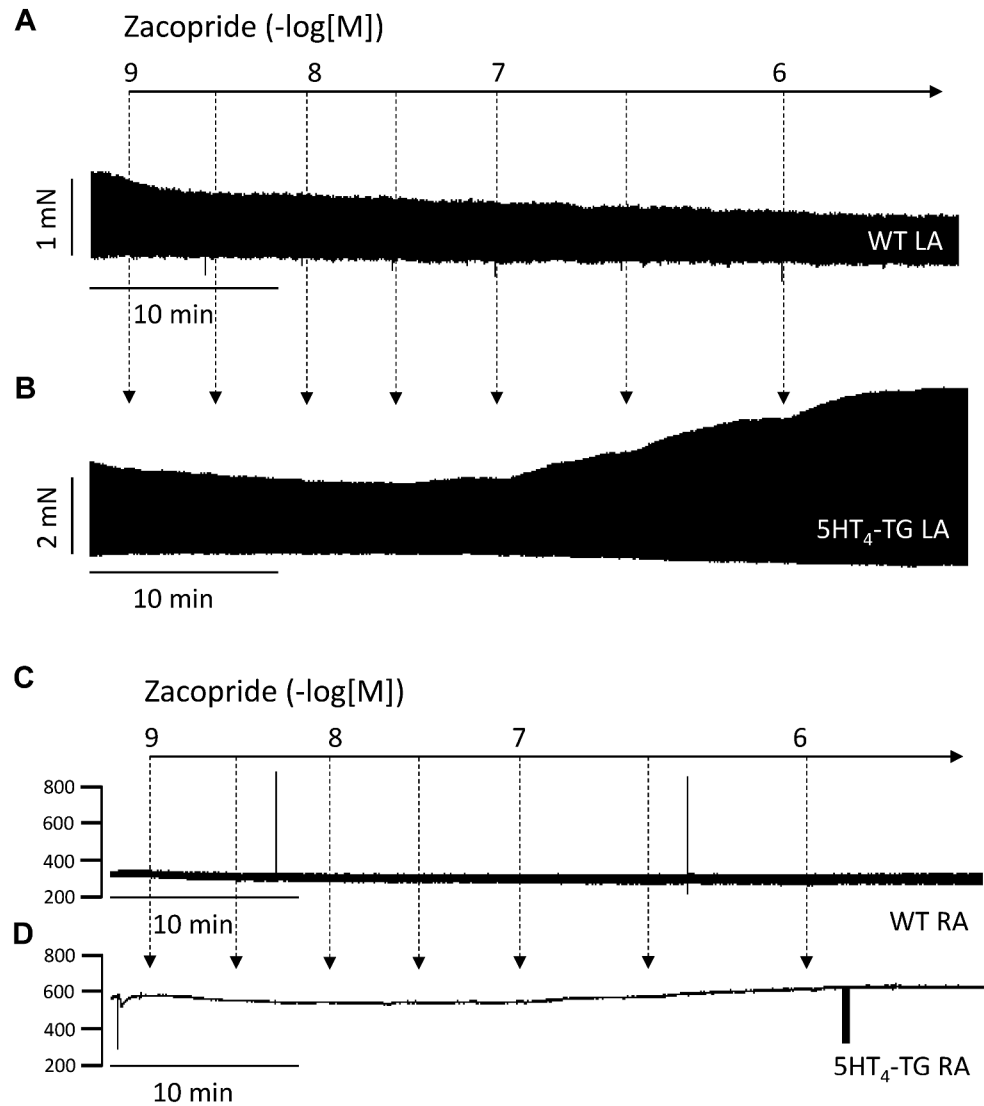 A
Zacopride (-log[M])
9 8 7 6
1 mN
WT LA
10 min
B
2 mN
5HT₄-TG LA
10 min
C
Zacopride (-log[M])
9 8 7 6
800
600
400
200
10 min
WT RA
D
800
600
400
200
10 min
5HT₄-TG RA